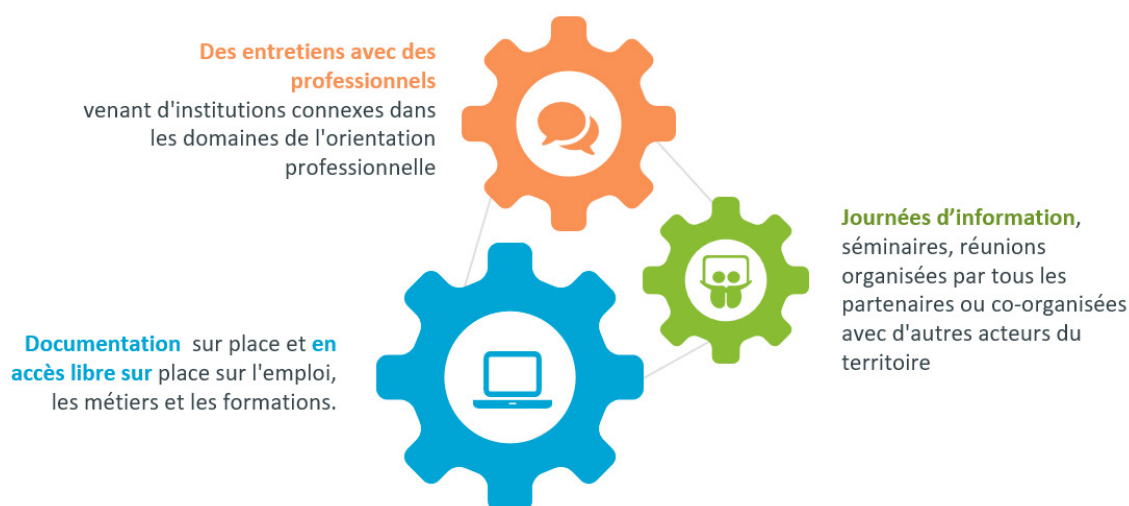 Des entretiens avec des
professionnels
venant d'institutions connexes dans
les domaines de l'orientation
professionnelle
Journées d’information,
séminaires, réunions
organisées par tous les
partenaires ou co-organisées
avec d'autres acteurs du
territoire
Documentation sur place et en
accès libre sur place sur l'emploi,
les métiers et les formations.